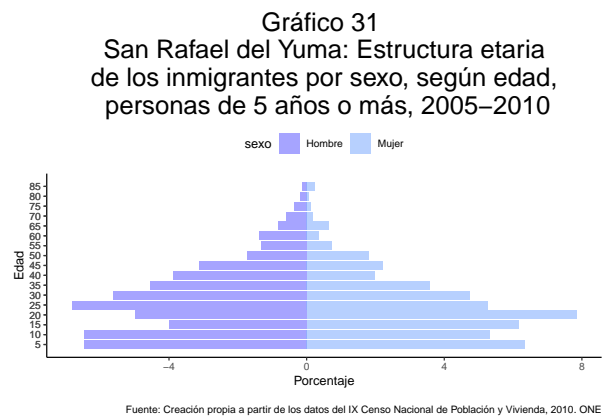 Gráfico 31
San Rafael del Yuma: Estructura etaria
de los inmigrantes por sexo, según edad,
personas de 5 años o más, 2005−2010
sexo Hombre Mujer
Edad
85
80
75
70
65
60
55
50
45
40
35
30
25
20
15
10
5
−4 0 4 8
Porcentaje
Fuente: Creación propia a partir de los datos del IX Censo Nacional de Población y Vivienda, 2010. ONE